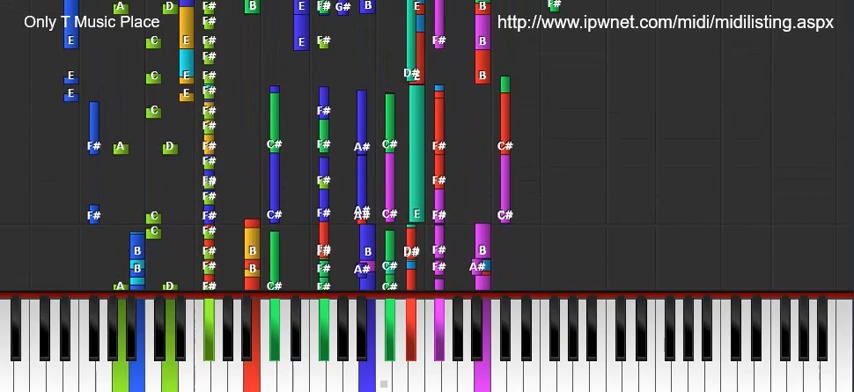 Only T Music Place
http://www.ipwnet.com/midi/midilisting.aspx
A F# B E G# B F#
E C E F# E F# F# B
E C E F# D# E B
E C E F#
C F#
F# A D F# C# F# A# C# F# C#
F# F# F#
F# C F# C# F# A# C# E F# C#
C F#
B F# B F# B D# F# B
B F# B F# A# C# F# A#
A D F# C# F# C#